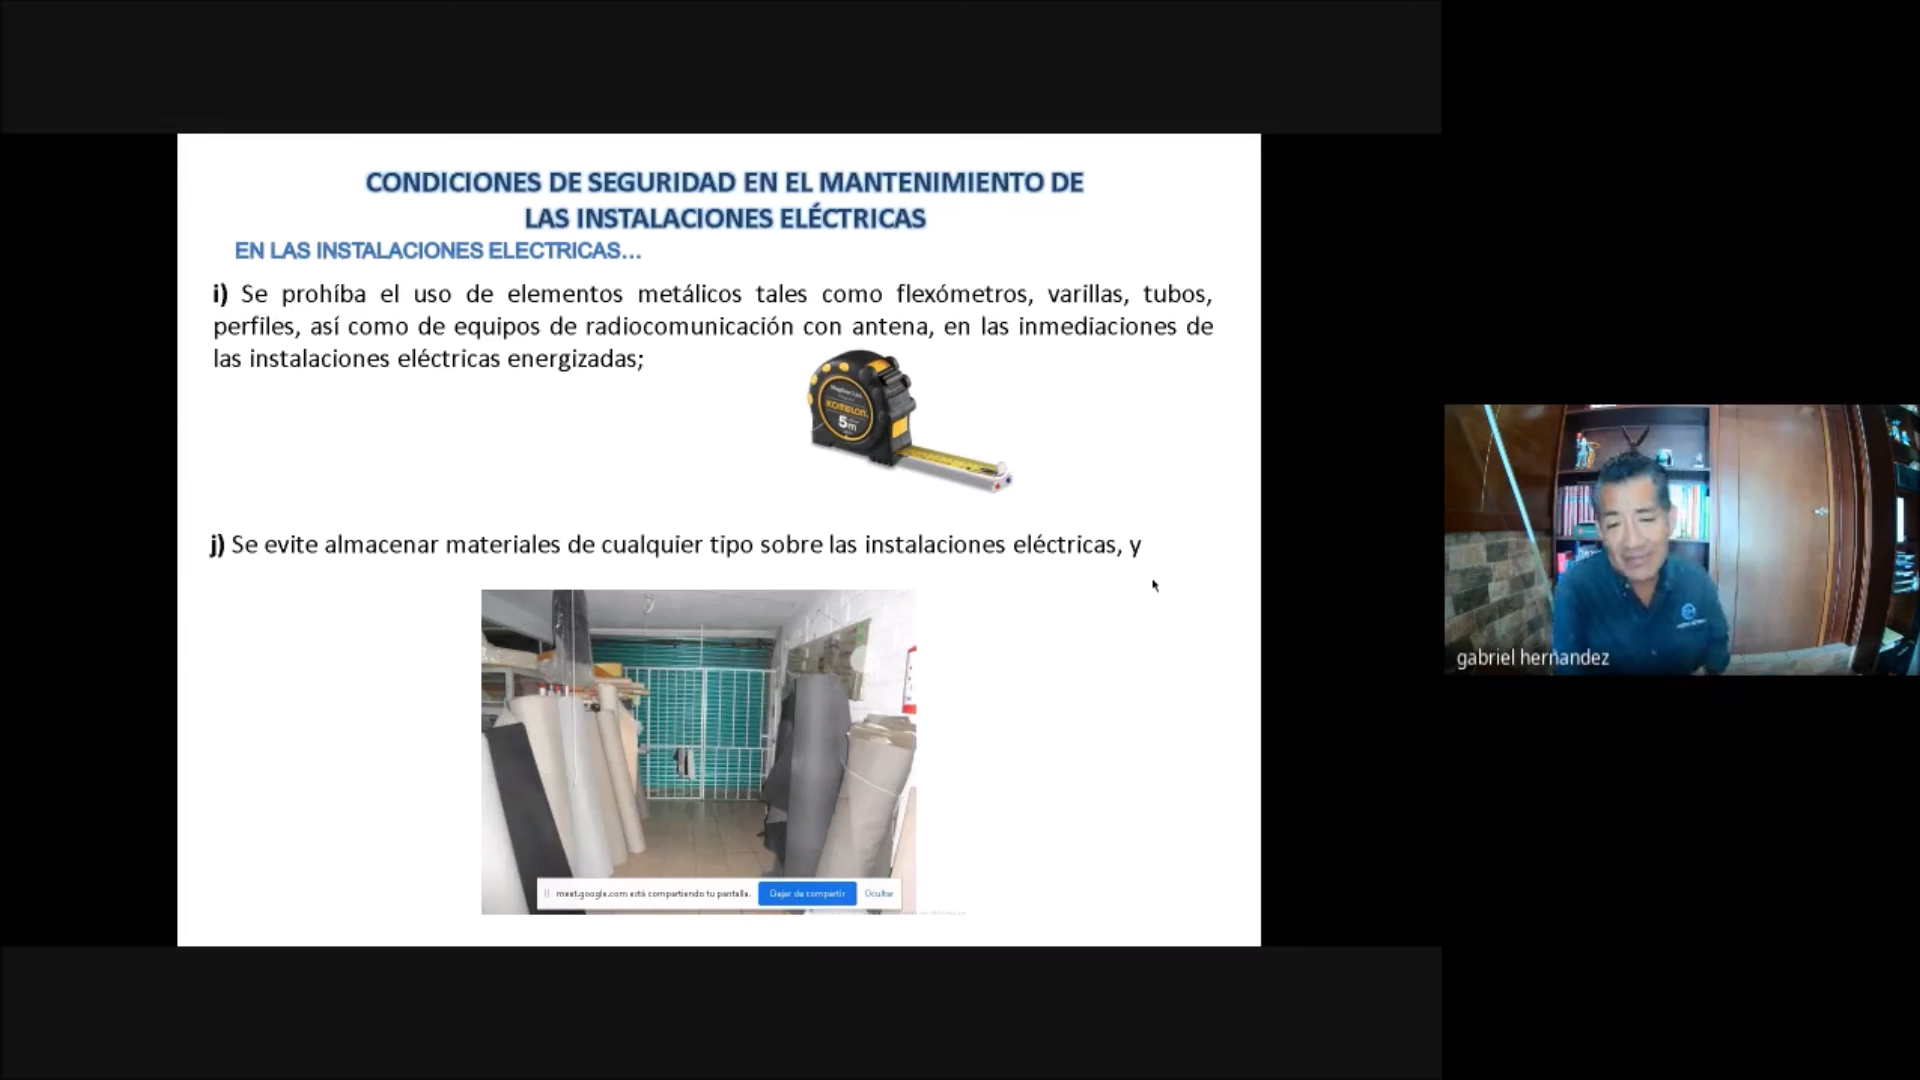 CONDICIONES DE SEGURIDAD EN EL MANTENIMIENTO DE
LAS INSTALACIONES ELÉCTRICAS
EN LAS INSTALACIONES ELECTRICAS...
i) Se prohíba el uso de elementos metálicos tales como flexómetros, varillas, tubos,
perfiles, así como de equipos de radiocomunicación con antena, en las inmediaciones de
las instalaciones eléctricas energizadas;
KOMELON
5m
j) Se evite almacenar materiales de cualquier tipo sobre las instalaciones eléctricas, y
meet.google.com está compartiendo tu pantalla.
Dejar de compartir
Ocultar
gabriel hernandez